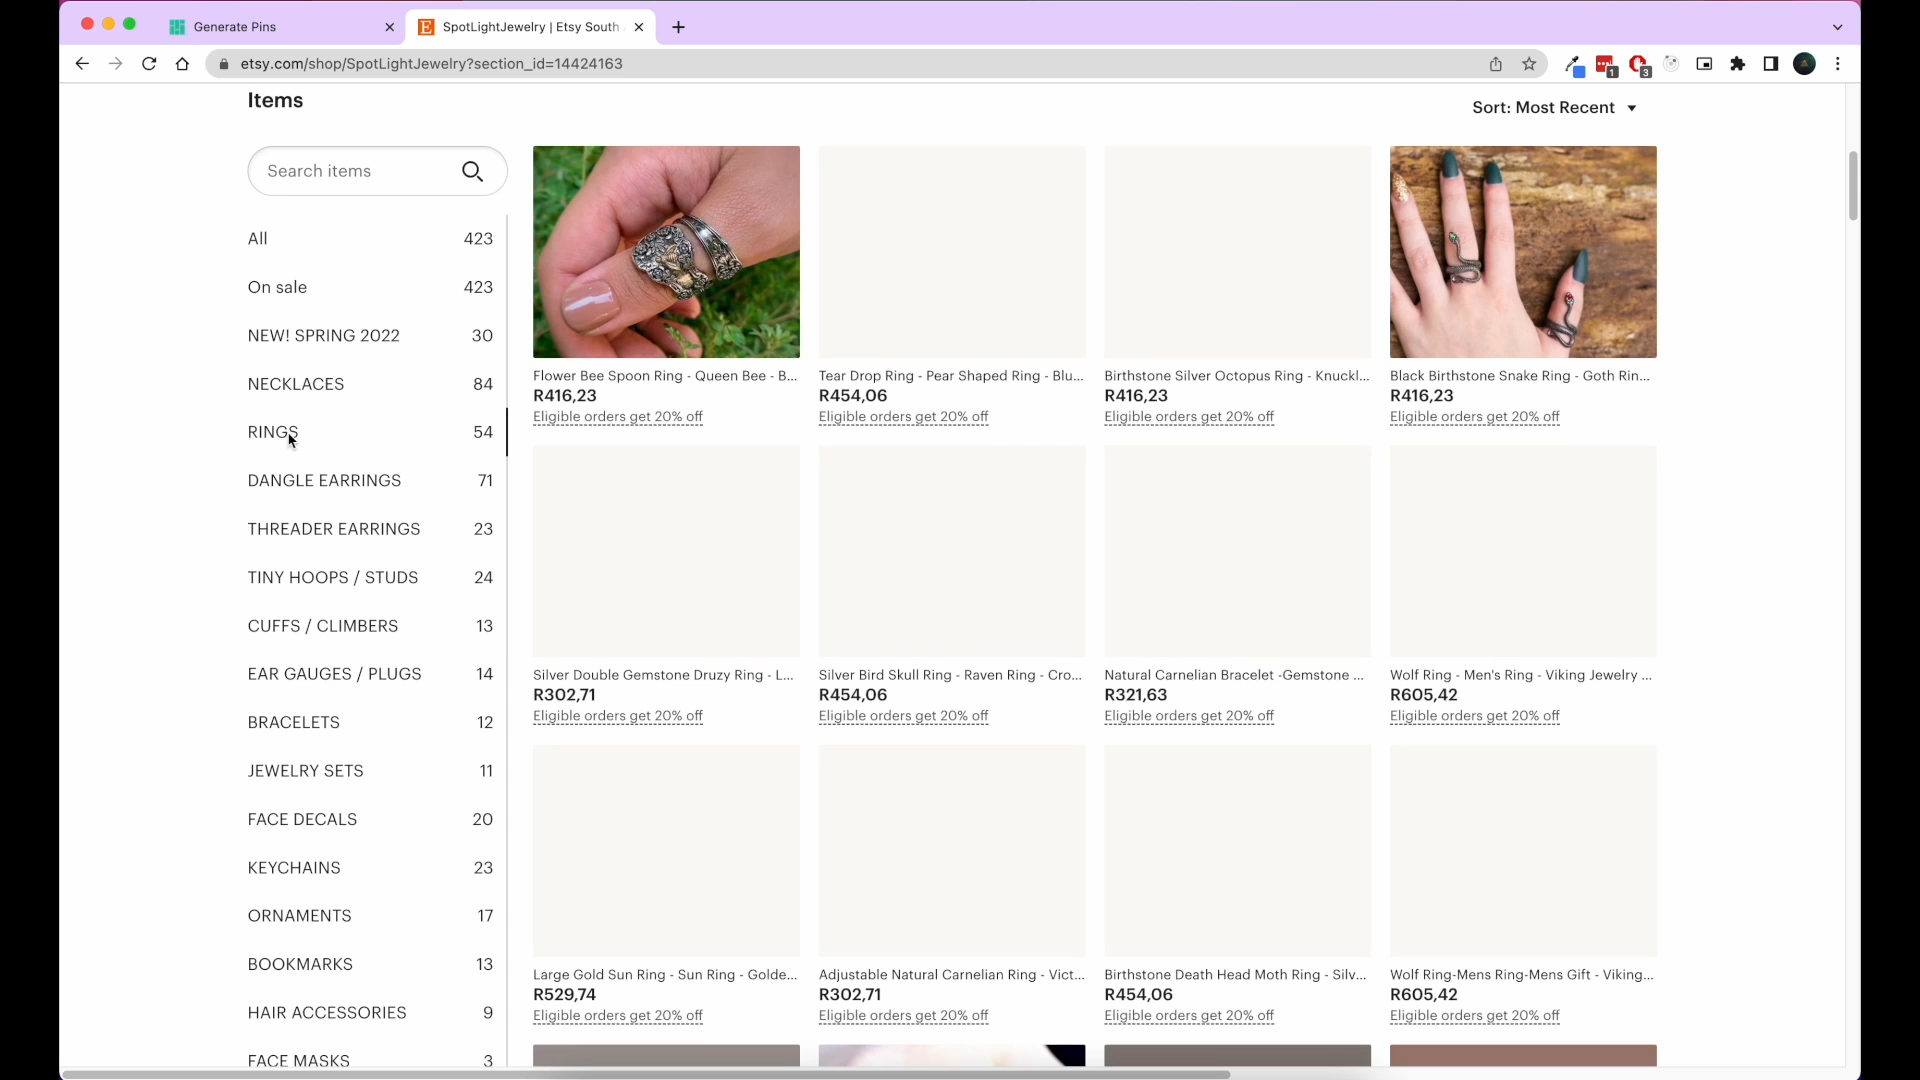 Generate Pins
SpotLightJewelry | Etsy South
etsy.com/shop/SpotLightJewelry?section_id=14424163
1
3
Items
Sort: Most Recent
Search items
All 423
On sale 423
NEW! SPRING 2022 30
NECKLACES 84
RINGS 54
DANGLE EARRINGS 71
THREADER EARRINGS 23
TINY HOOPS / STUDS 24
CUFFS / CLIMBERS 13
EAR GAUGES / PLUGS 14
BRACELETS 12
JEWELRY SETS 11
FACE DECALS 20
KEYCHAINS 23
ORNAMENTS 17
BOOKMARKS 13
HAIR ACCESSORIES 9
FACE MASKS 3
Flower Bee Spoon Ring - Queen Bee - B...
R416,23
Eligible orders get 20% off
Tear Drop Ring - Pear Shaped Ring - Blu...
R454,06
Eligible orders get 20% off
Birthstone Silver Octopus Ring - Knuckl...
R416,23
Eligible orders get 20% off
Black Birthstone Snake Ring - Goth Rin...
R416,23
Eligible orders get 20% off
Silver Double Gemstone Druzy Ring - L...
R302,71
Eligible orders get 20% off
Silver Bird Skull Ring - Raven Ring - Cro...
R454,06
Eligible orders get 20% off
Natural Carnelian Bracelet -Gemstone ...
R321,63
Eligible orders get 20% off
Wolf Ring - Men's Ring - Viking Jewelry ...
R605,42
Eligible orders get 20% off
Large Gold Sun Ring - Sun Ring - Golde...
R529,74
Eligible orders get 20% off
Adjustable Natural Carnelian Ring - Vict...
R302,71
Eligible orders get 20% off
Birthstone Death Head Moth Ring - Silv...
R454,06
Eligible orders get 20% off
Wolf Ring-Mens Ring-Mens Gift - Viking...
R605,42
Eligible orders get 20% off